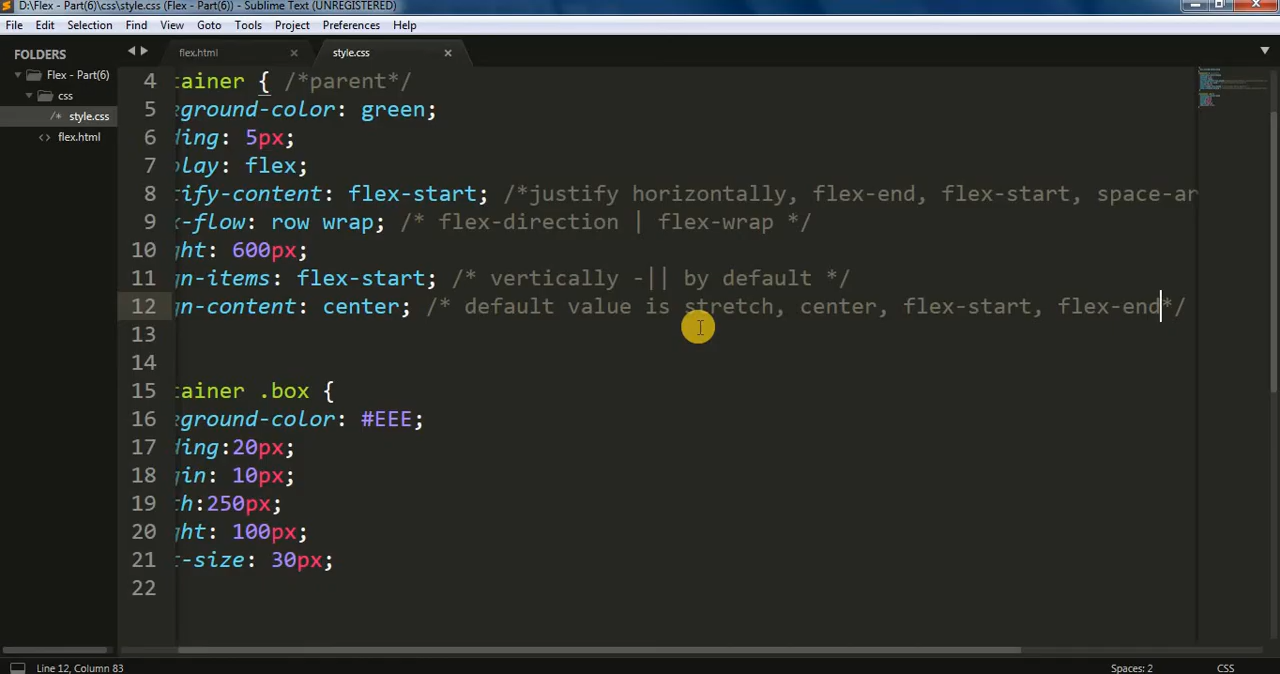 D:\Flex - Part(6)\css\style.css (Flex - Part(6)) - Sublime Text (UNREGISTERED)
File Edit Selection Find View Goto Tools Project Preferences Help
FOLDERS
Flex - Part(6)
css
/* style.css
<> flex.html
flex.html × style.css ×
4 tainer { /*parent*/
5 eground-color: green;
6 ding: 5px;
7 play: flex;
8 tify-content: flex-start; /*justify horizontally, flex-end, flex-start, space-ar
9 x-flow: row wrap; /* flex-direction | flex-wrap */
10 ght: 600px;
11 gn-items: flex-start; /* vertically -|| by default */
12 gn-content: center; /* default value is stretch, center, flex-start, flex-end*/
13
14
15 tainer .box {
16 eground-color: #EEE;
17 ding:20px;
18 gin: 10px;
19 th:250px;
20 ght: 100px;
21 t-size: 30px;
22
Line 12, Column 83 Spaces: 2 CSS